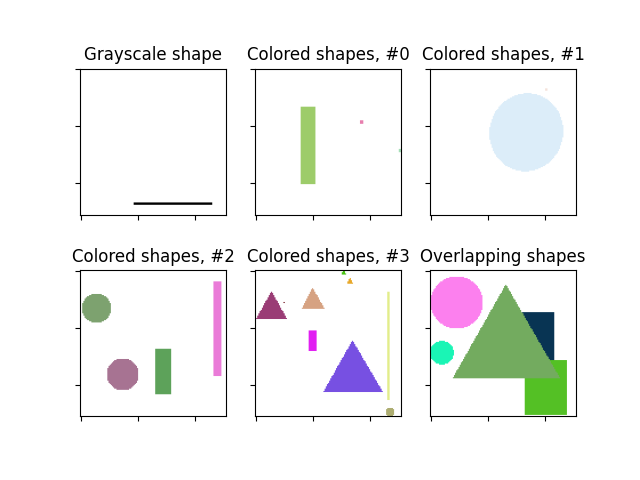 Grayscale shape
Colored shapes, #0
Colored shapes, #1
Colored shapes, #2
Colored shapes, #3
Overlapping shapes